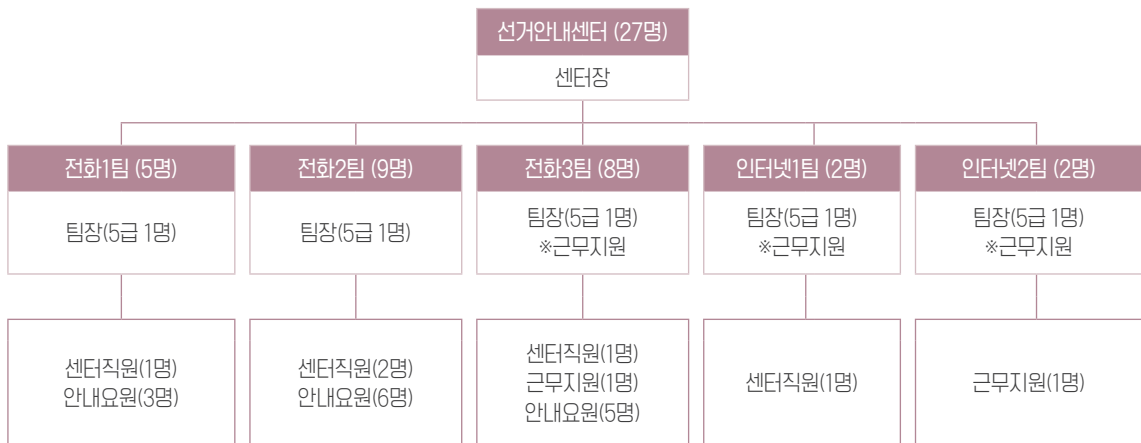 선거안내센터 (27명)
센터장
전화1팀 (5명)
팀장(5급 1명)
센터직원(1명)
안내요원(3명)
전화2팀 (9명)
팀장(5급 1명)
센터직원(2명)
안내요원(6명)
전화3팀 (8명)
팀장(5급 1명)
※근무지원
센터직원(1명)
근무지원(1명)
안내요원(5명)
인터넷1팀 (2명)
팀장(5급 1명)
※근무지원
센터직원(1명)
인터넷2팀 (2명)
팀장(5급 1명)
※근무지원
근무지원(1명)